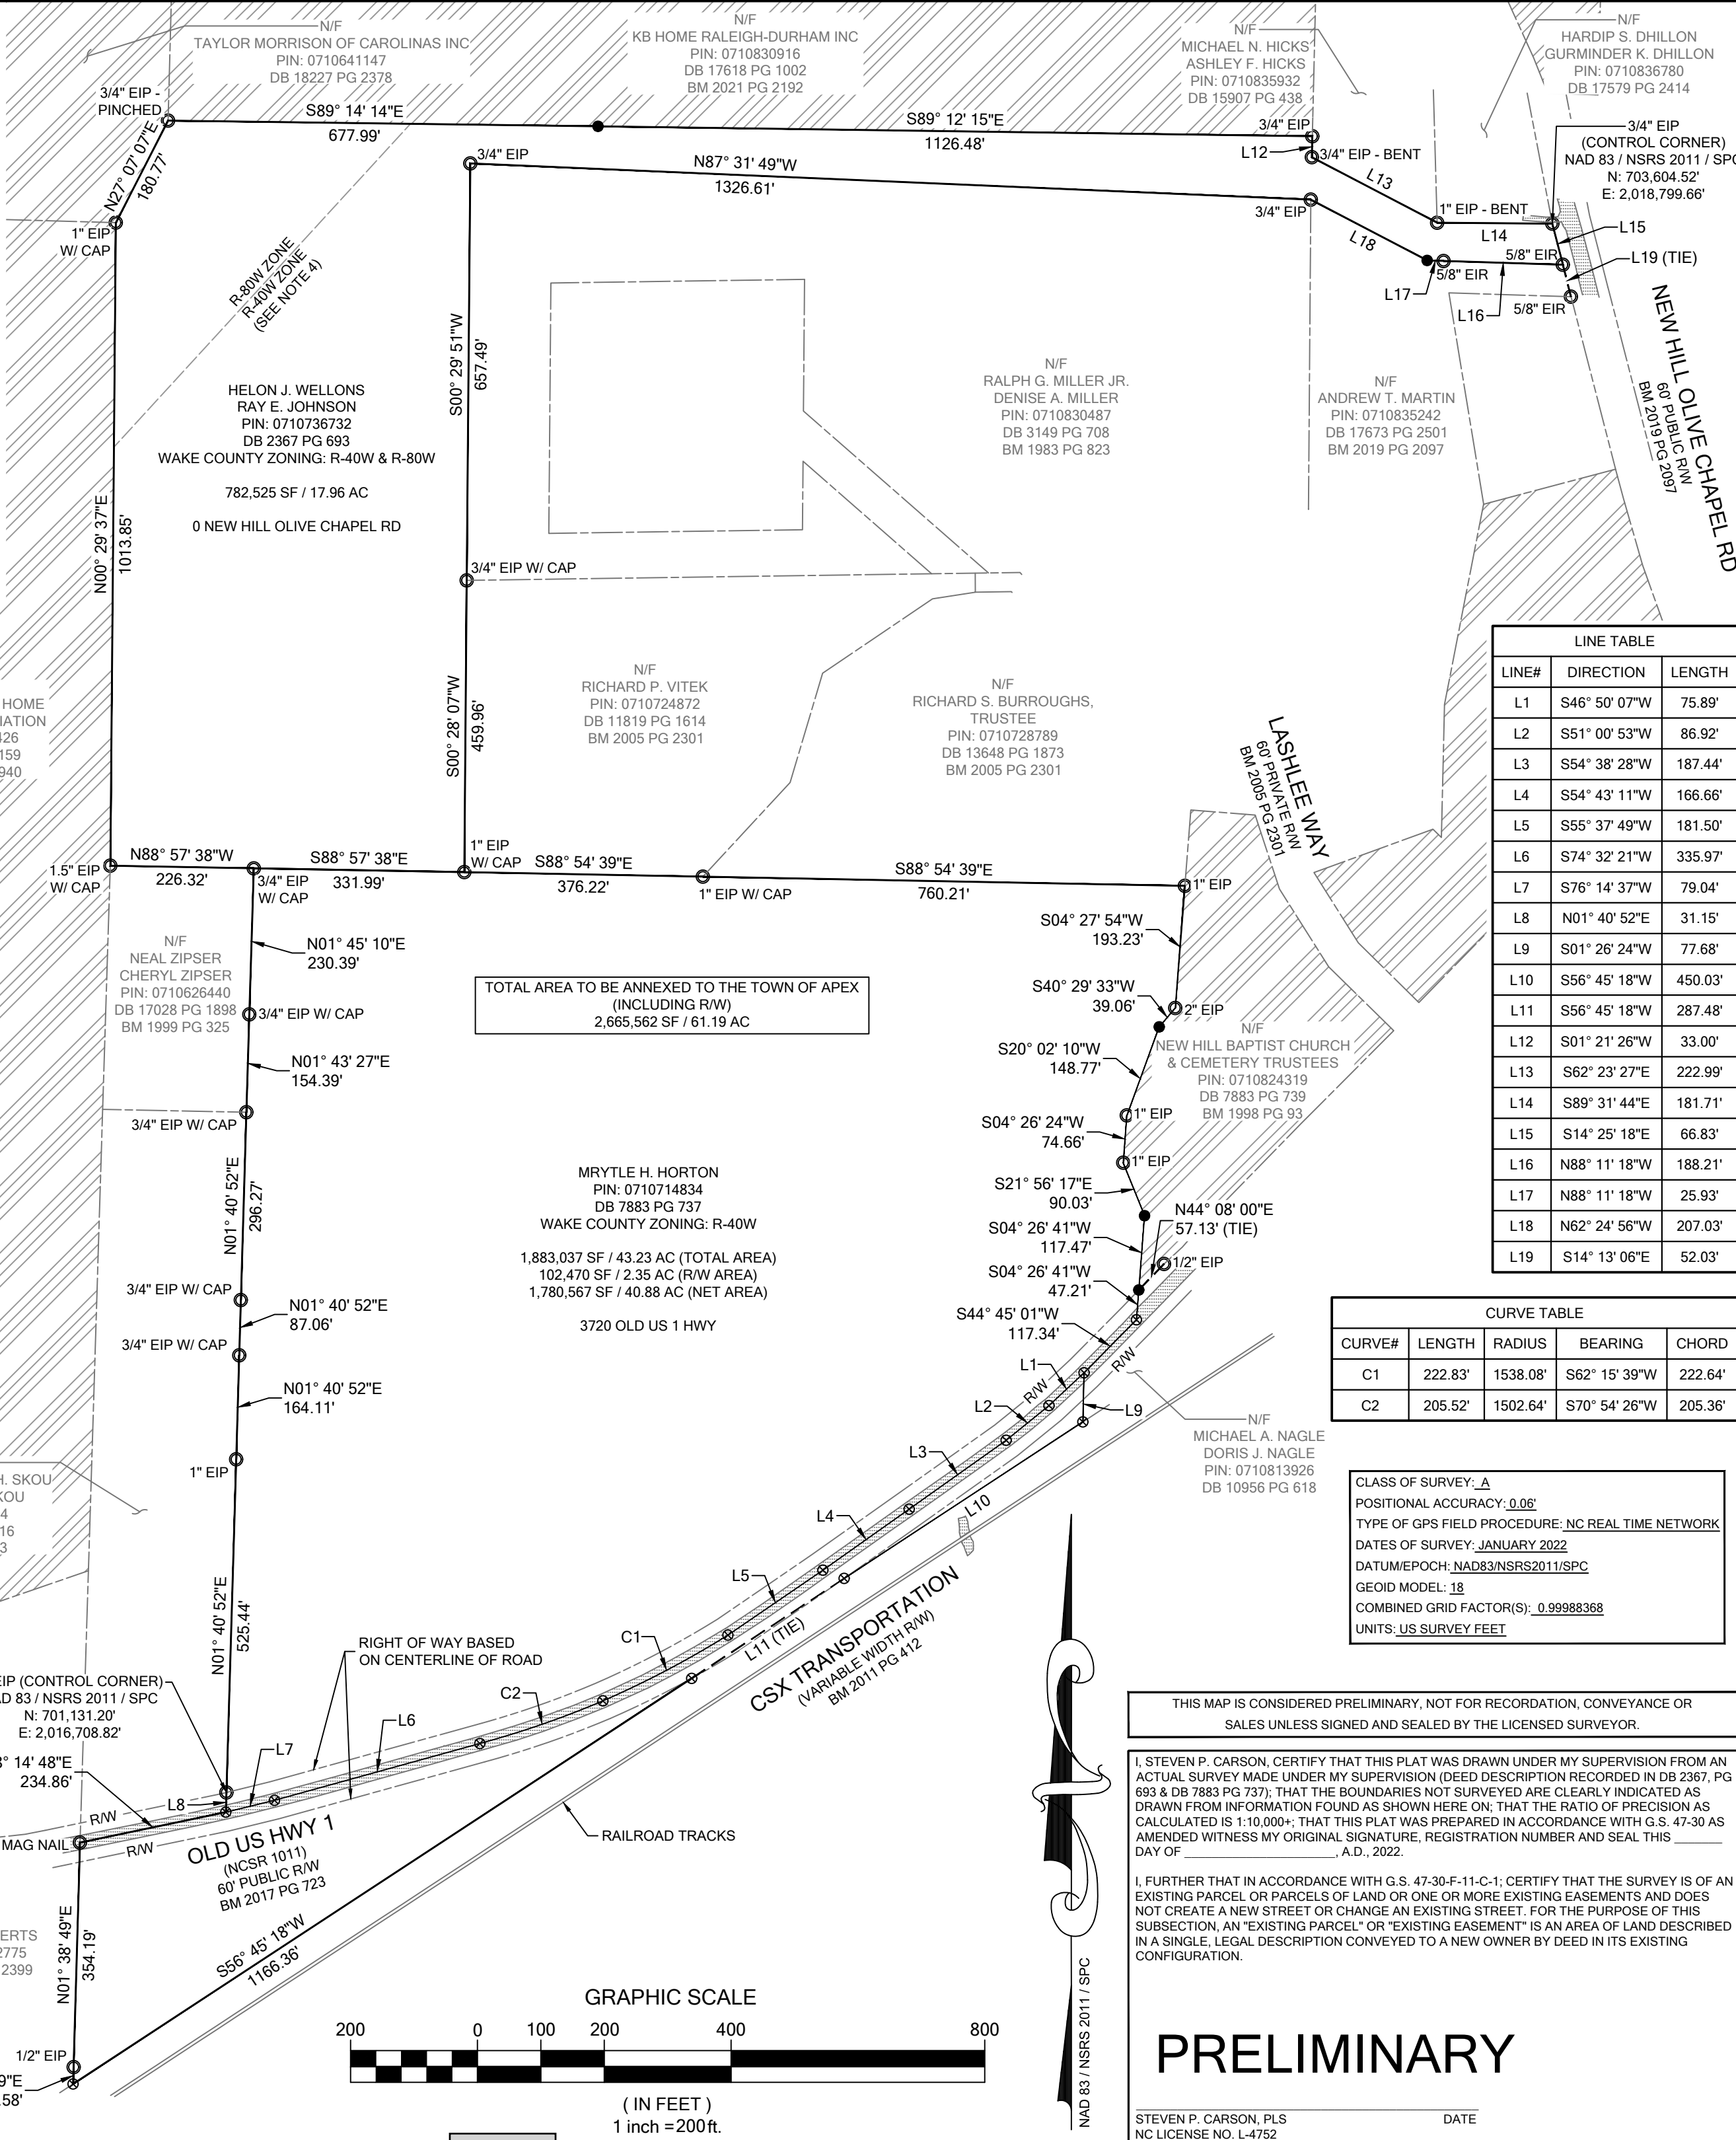 N/F
TAYLOR MORRISON OF CAROLINAS INC
PIN: 0710641147
DB 18227 PG 2378
N/F
KB HOME RALEIGH-DURHAM INC
PIN: 0710830916
DB 17618 PG 1002
BM 2021 PG 2192
N/F
MICHAEL N. HICKS
ASHLEY F. HICKS
PIN: 0710835932
DB 15907 PG 438
N/F
HARDIP S. DHILLON
GURMINDER K. DHILLON
PIN: 0710836780
DB 17579 PG 2414
3/4" EIP -
PINCHED
S89° 14' 14"E
677.99'
S89° 12' 15"E
1126.48'
3/4" EIP
L12
3/4" EIP - BENT
L13
3/4" EIP
(CONTROL CORNER)
NAD 83 / NSRS 2011 / SPC
N: 703,604.52'
E: 2,018,799.66'
N27° 07' 07"E
180.77'
1" EIP
W/ CAP
3/4" EIP
N87° 31' 49"W
1326.61'
3/4" EIP
1" EIP - BENT
L14
L15
L18
5/8" EIR
5/8" EIR
L19 (TIE)
L17
L16
5/8" EIR
R-80W ZONE
R-40W ZONE
(SEE NOTE 4)
NEW HILL OLIVE CHAPEL RD
60' PUBLIC R/W
BM 2019 PG 2097
HELON J. WELLONS
RAY E. JOHNSON
PIN: 0710736732
DB 2367 PG 693
WAKE COUNTY ZONING: R-40W & R-80W
782,525 SF / 17.96 AC
0 NEW HILL OLIVE CHAPEL RD
S00° 29' 51"W
657.49'
N/F
RALPH G. MILLER JR.
DENISE A. MILLER
PIN: 0710830487
DB 3149 PG 708
BM 1983 PG 823
N/F
ANDREW T. MARTIN
PIN: 0710835242
DB 17673 PG 2501
BM 2019 PG 2097
N00° 29' 37"E
1013.85'
3/4" EIP W/ CAP
S00° 28' 07"W
459.96'
N/F
RICHARD P. VITEK
PIN: 0710724872
DB 11819 PG 1614
BM 2005 PG 2301
N/F
RICHARD S. BURROUGHS,
TRUSTEE
PIN: 0710728789
DB 13648 PG 1873
BM 2005 PG 2301
HOME
IATION
426
159
940
LASHLEE WAY
60' PRIVATE R/W
BM 2005 PG 2301
LINE TABLE
LINE# DIRECTION LENGTH
L1 S46° 50' 07"W 75.89'
L2 S51° 00' 53"W 86.92'
L3 S54° 38' 28"W 187.44'
L4 S54° 43' 11"W 166.66'
L5 S55° 37' 49"W 181.50'
L6 S74° 32' 21"W 335.97'
L7 S76° 14' 37"W 79.04'
L8 N01° 40' 52"E 31.15'
L9 S01° 26' 24"W 77.68'
L10 S56° 45' 18"W 450.03'
L11 S56° 45' 18"W 287.48'
L12 S01° 21' 26"W 33.00'
L13 S62° 23' 27"E 222.99'
L14 S89° 31' 44"E 181.71'
L15 S14° 25' 18"E 66.83'
L16 N88° 11' 18"W 188.21'
L17 N88° 11' 18"W 25.93'
L18 N62° 24' 56"W 207.03'
L19 S14° 13' 06"E 52.03'
1.5" EIP
W/ CAP
N88° 57' 38"W
226.32'
3/4" EIP
W/ CAP
S88° 57' 38"E
331.99'
1" EIP
W/ CAP
S88° 54' 39"E
376.22'
1" EIP W/ CAP
S88° 54' 39"E
760.21'
1" EIP
N/F
NEAL ZIPSER
CHERYL ZIPSER
PIN: 0710626440
DB 17028 PG 1898
BM 1999 PG 325
N01° 45' 10"E
230.39'
3/4" EIP W/ CAP
N01° 43' 27"E
154.39'
3/4" EIP W/ CAP
TOTAL AREA TO BE ANNEXED TO THE TOWN OF APEX
(INCLUDING R/W)
2,665,562 SF / 61.19 AC
S04° 27' 54"W
193.23'
S40° 29' 33"W
39.06'
2" EIP
S20° 02' 10"W
148.77'
N/F
NEW HILL BAPTIST CHURCH
& CEMETERY TRUSTEES
PIN: 0710824319
DB 7883 PG 739
BM 1998 PG 93
1" EIP
S04° 26' 24"W
74.66'
1" EIP
S21° 56' 17"E
90.03'
N44° 08' 00"E
57.13' (TIE)
S04° 26' 41"W
117.47'
1/2" EIP
S04° 26' 41"W
47.21'
S44° 45' 01"W
117.34'
MRYTLE H. HORTON
PIN: 0710714834
DB 7883 PG 737
WAKE COUNTY ZONING: R-40W
1,883,037 SF / 43.23 AC (TOTAL AREA)
102,470 SF / 2.35 AC (R/W AREA)
1,780,567 SF / 40.88 AC (NET AREA)
3720 OLD US 1 HWY
N01° 40' 52"E
296.27'
3/4" EIP W/ CAP
N01° 40' 52"E
87.06'
3/4" EIP W/ CAP
N01° 40' 52"E
164.11'
1" EIP
CURVE TABLE
CURVE# LENGTH RADIUS BEARING CHORD
C1 222.83' 1538.08' S62° 15' 39"W 222.64'
C2 205.52' 1502.64' S70° 54' 26"W 205.36'
L1
R/W
R/W
L2
L9
L3
L10
L4
L5
L11 (TIE)
C1
C2
L6
L7
L8
N/F
MICHAEL A. NAGLE
DORIS J. NAGLE
PIN: 0710813926
DB 10956 PG 618
H. SKOU
KOU
4
16
3
CLASS OF SURVEY: A
POSITIONAL ACCURACY: 0.06'
TYPE OF GPS FIELD PROCEDURE: NC REAL TIME NETWORK
DATES OF SURVEY: JANUARY 2022
DATUM/EPOCH: NAD83/NSRS2011/SPC
GEOID MODEL: 18
COMBINED GRID FACTOR(S): 0.99988368
UNITS: US SURVEY FEET
N01° 40' 52"E
525.44'
RIGHT OF WAY BASED
ON CENTERLINE OF ROAD
CSX TRANSPORTATION
(VARIABLE WIDTH R/W)
BM 2011 PG 412
EIP (CONTROL CORNER)
AD 83 / NSRS 2011 / SPC
N: 701,131.20'
E: 2,016,708.82'
° 14' 48"E
234.86'
R/W
R/W
MAG NAIL
OLD US HWY 1
(NCSR 1011)
60' PUBLIC R/W
BM 2017 PG 723
RAILROAD TRACKS
S56° 45' 18"W
1166.36'
ERTS
2775
2399
N01° 38' 49"E
354.19'
1/2" EIP
9"E
.58'
THIS MAP IS CONSIDERED PRELIMINARY, NOT FOR RECORDATION, CONVEYANCE OR
SALES UNLESS SIGNED AND SEALED BY THE LICENSED SURVEYOR.
I, STEVEN P. CARSON, CERTIFY THAT THIS PLAT WAS DRAWN UNDER MY SUPERVISION FROM AN
ACTUAL SURVEY MADE UNDER MY SUPERVISION (DEED DESCRIPTION RECORDED IN DB 2367, PG
693 & DB 7883 PG 737); THAT THE BOUNDARIES NOT SURVEYED ARE CLEARLY INDICATED AS
DRAWN FROM INFORMATION FOUND AS SHOWN HERE ON; THAT THE RATIO OF PRECISION AS
CALCULATED IS 1:10,000+; THAT THIS PLAT WAS PREPARED IN ACCORDANCE WITH G.S. 47-30 AS
AMENDED WITNESS MY ORIGINAL SIGNATURE, REGISTRATION NUMBER AND SEAL THIS ______
DAY OF ____________________, A.D., 2022.
I, FURTHER THAT IN ACCORDANCE WITH G.S. 47-30-F-11-C-1; CERTIFY THAT THE SURVEY IS OF AN
EXISTING PARCEL OR PARCELS OF LAND OR ONE OR MORE EXISTING EASEMENTS AND DOES
NOT CREATE A NEW STREET OR CHANGE AN EXISTING STREET. FOR THE PURPOSE OF THIS
SUBSECTION, AN "EXISTING PARCEL" OR "EXISTING EASEMENT" IS AN AREA OF LAND DESCRIBED
IN A SINGLE, LEGAL DESCRIPTION CONVEYED TO A NEW OWNER BY DEED IN ITS EXISTING
CONFIGURATION.
NAD 83 / NSRS 2011 / SPC
GRAPHIC SCALE
200 0 100 200 400 800
( IN FEET )
1 inch = 200 ft.
PRELIMINARY
STEVEN P. CARSON, PLS DATE
NC LICENSE NO. L-4752